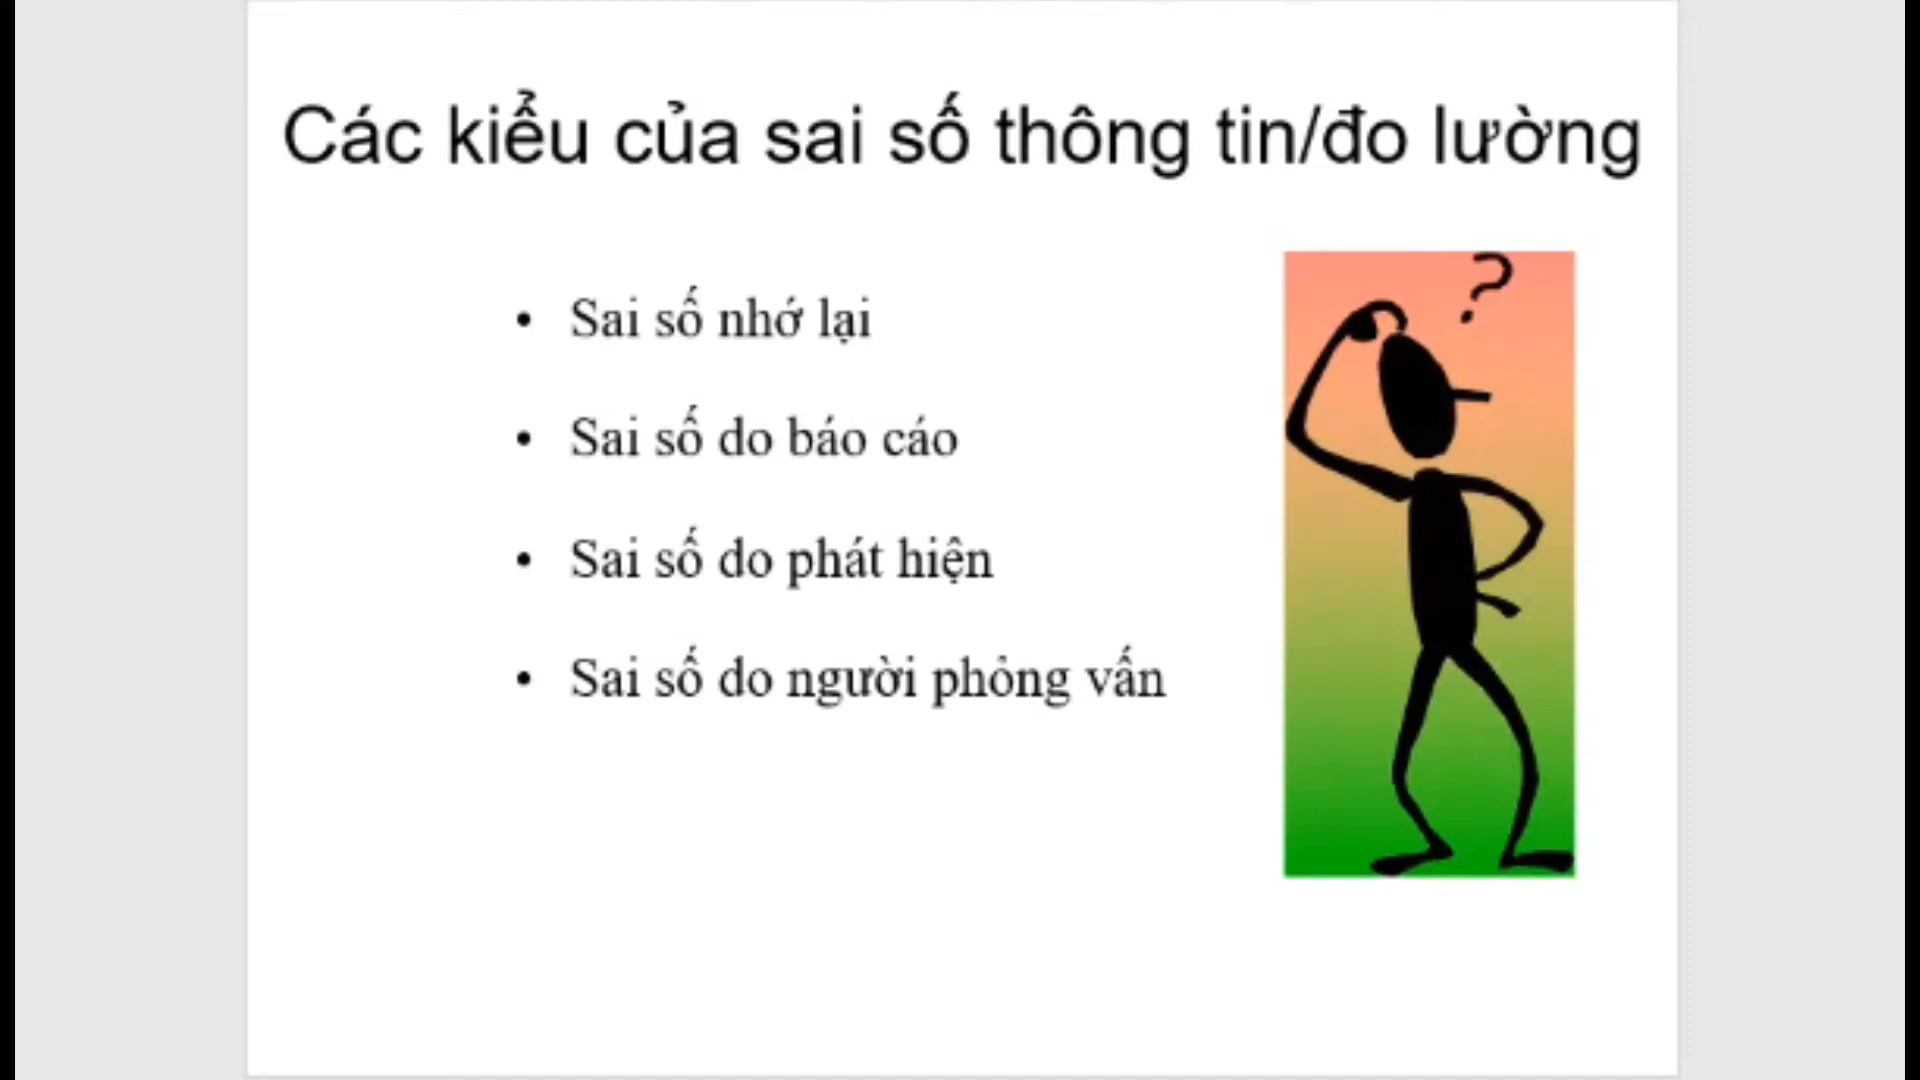 Các kiểu của sai số thông tin/đo lường
?
• Sai số nhớ lại
• Sai số do báo cáo
• Sai số do phát hiện
• Sai số do người phỏng vấn